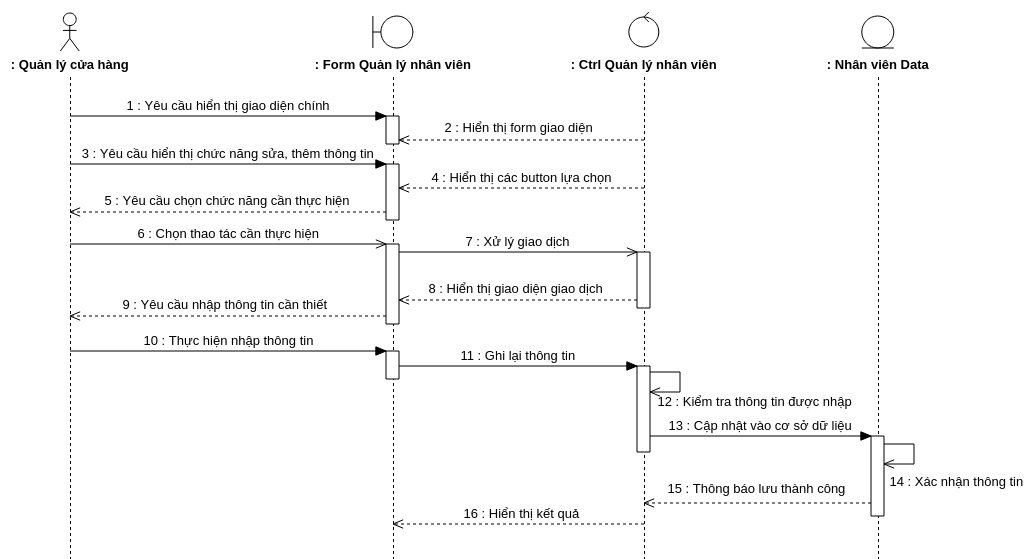 : Quản lý cửa hàng
: Form Quản lý nhân viên
: Ctrl Quản lý nhân viên
: Nhân viên Data
1 : Yêu cầu hiển thị giao diện chính
2 : Hiển thị form giao diện
3 : Yêu cầu hiển thị chức năng sửa, thêm thông tin
4 : Hiển thị các button lựa chọn
5 : Yêu cầu chọn chức năng cần thực hiện
6 : Chọn thao tác cần thực hiện
7 : Xử lý giao dịch
8 : Hiển thị giao diện giao dịch
9 : Yêu cầu nhập thông tin cần thiết
10 : Thực hiện nhập thông tin
11 : Ghi lại thông tin
12 : Kiểm tra thông tin được nhập
13 : Cập nhật vào cơ sở dữ liệu
14 : Xác nhận thông tin
15 : Thông báo lưu thành công
16 : Hiển thị kết quả